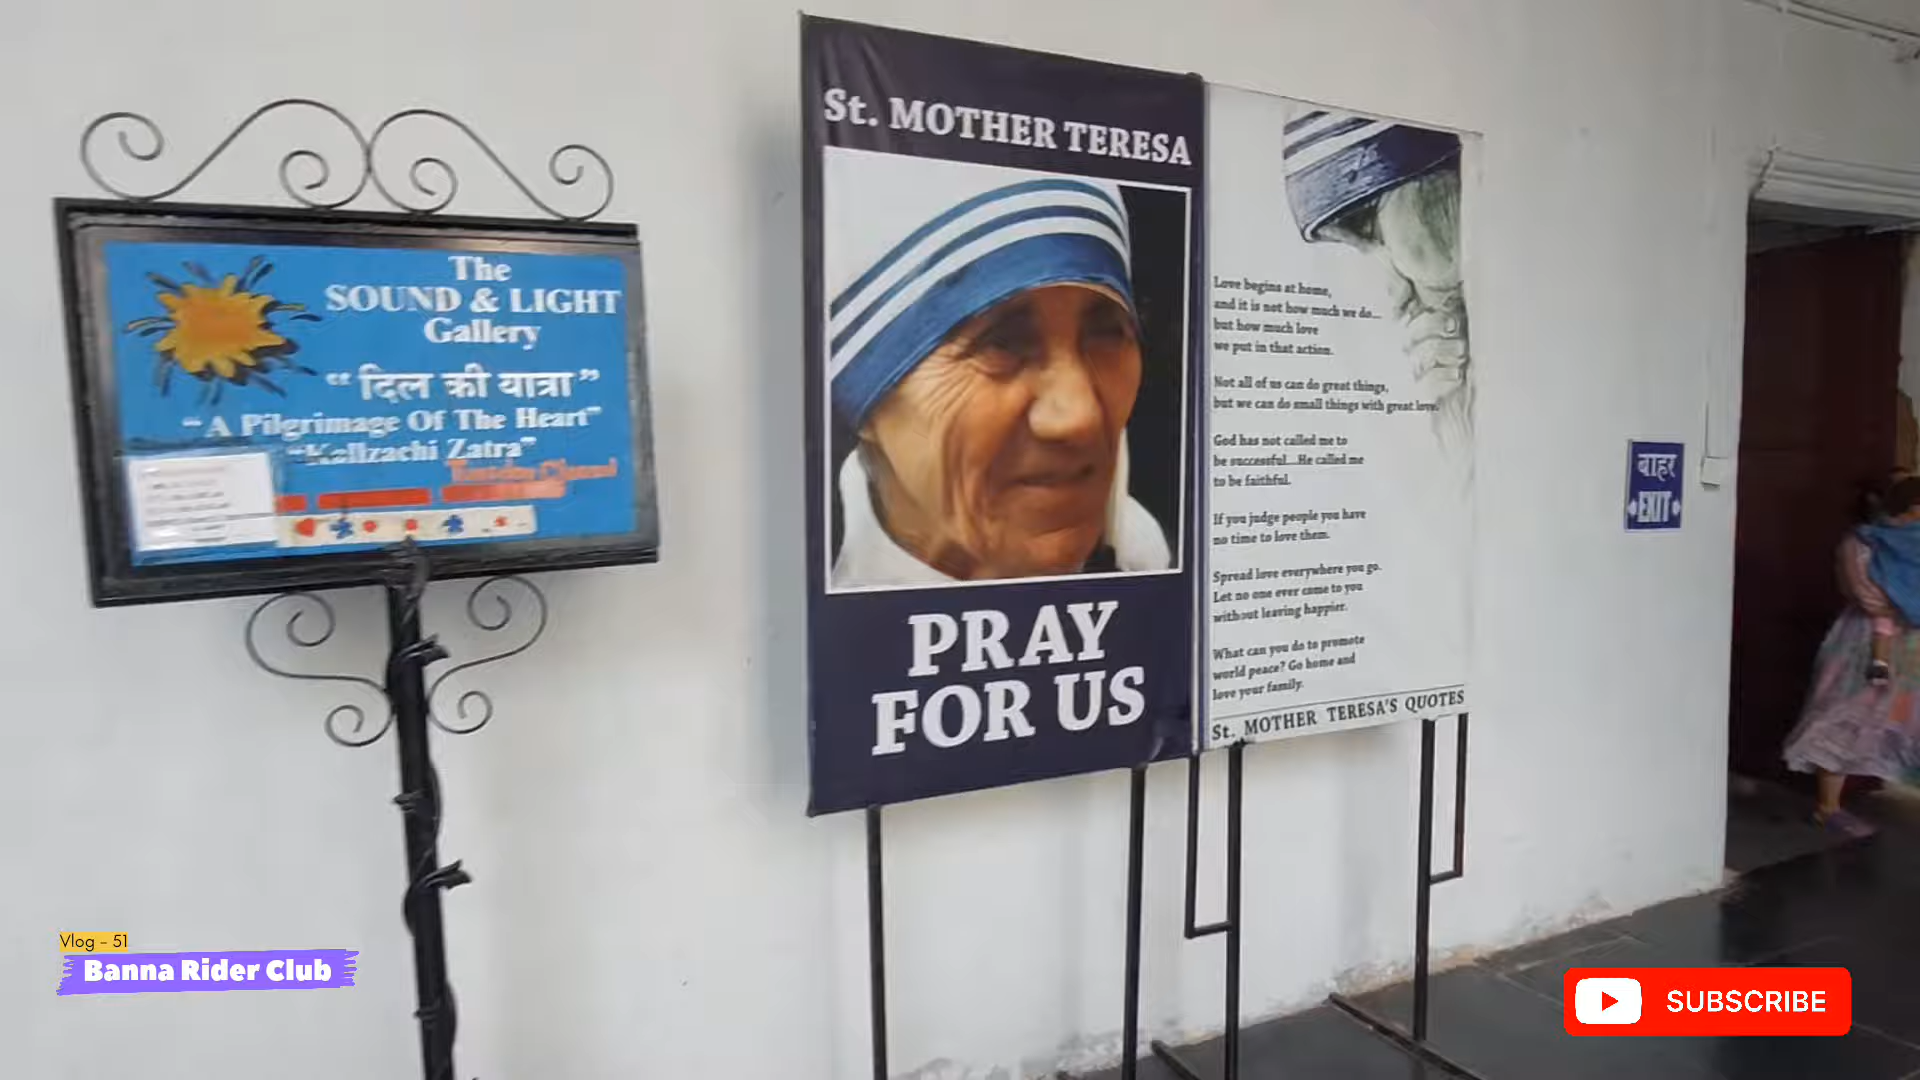 The
SOUND & LIGHT
Gallery
“ दिल की यात्रा ”
“A Pilgrimage Of The Heart”
Zatra”
St. MOTHER TERESA
PRAY
FOR US
Love begins at home,
and it is not how much we do...
but how much love
we put in that action.
Not all of us can do great things,
but we can do small things with great love.
God has not called me to
be successful...He called me
to be faithful.
If you judge people you have
no time to love them.
Spread love everywhere you go.
Let no one ever come to you
without leaving happier.
What can you do to promote
world peace? Go home and
love your family.
St. MOTHER TERESA'S QUOTES
बाहर
EXIT
Vlog - 51
Banna Rider Club
SUBSCRIBE